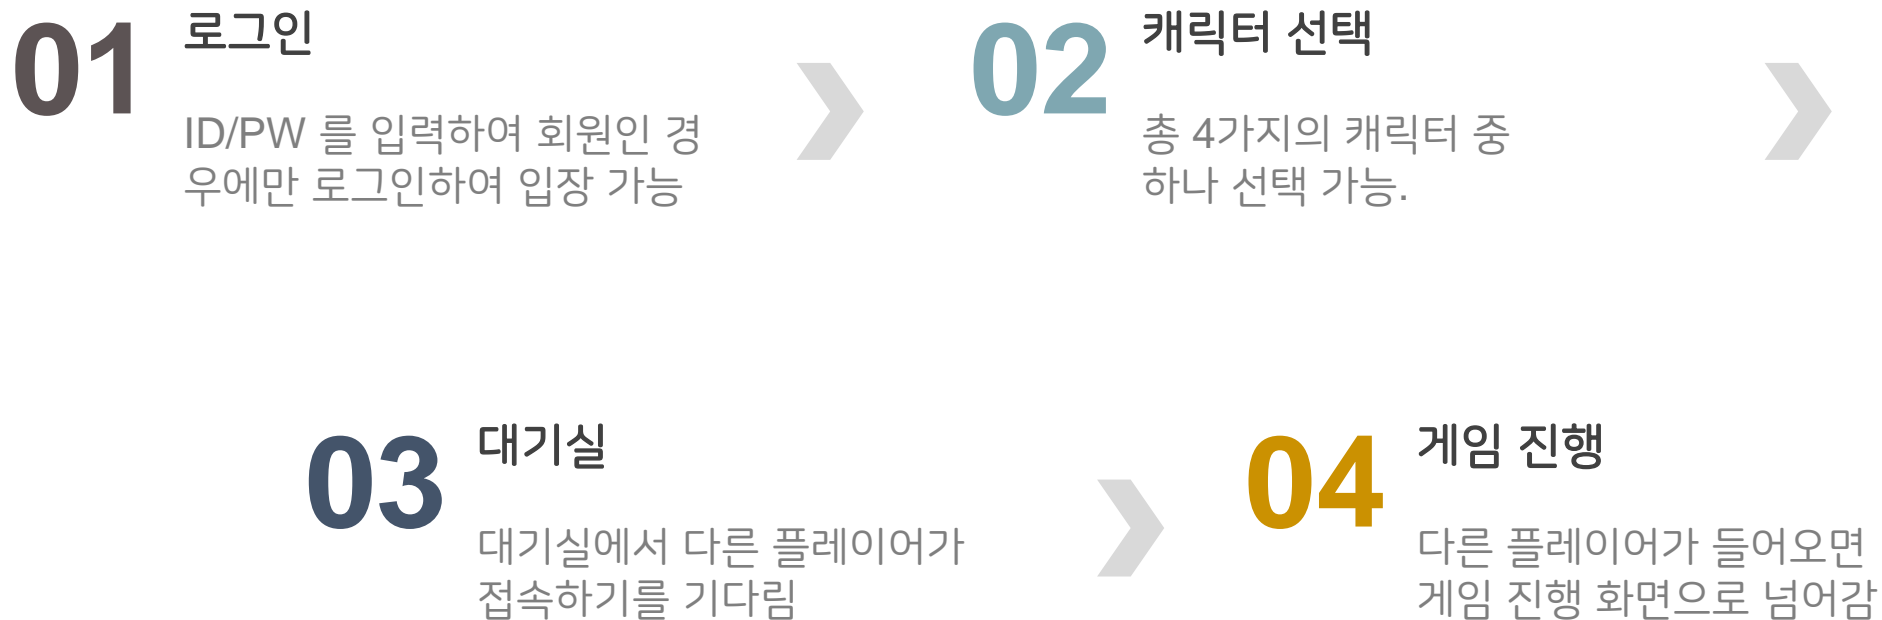 01
로그인
ID/PW 를 입력하여 회원인 경
우에만 로그인하여 입장 가능
02
캐릭터 선택
총 4가지의 캐릭터 중
하나 선택 가능.
03
대기실
대기실에서 다른 플레이어가
접속하기를 기다림
04
게임 진행
다른 플레이어가 들어오면
게임 진행 화면으로 넘어감